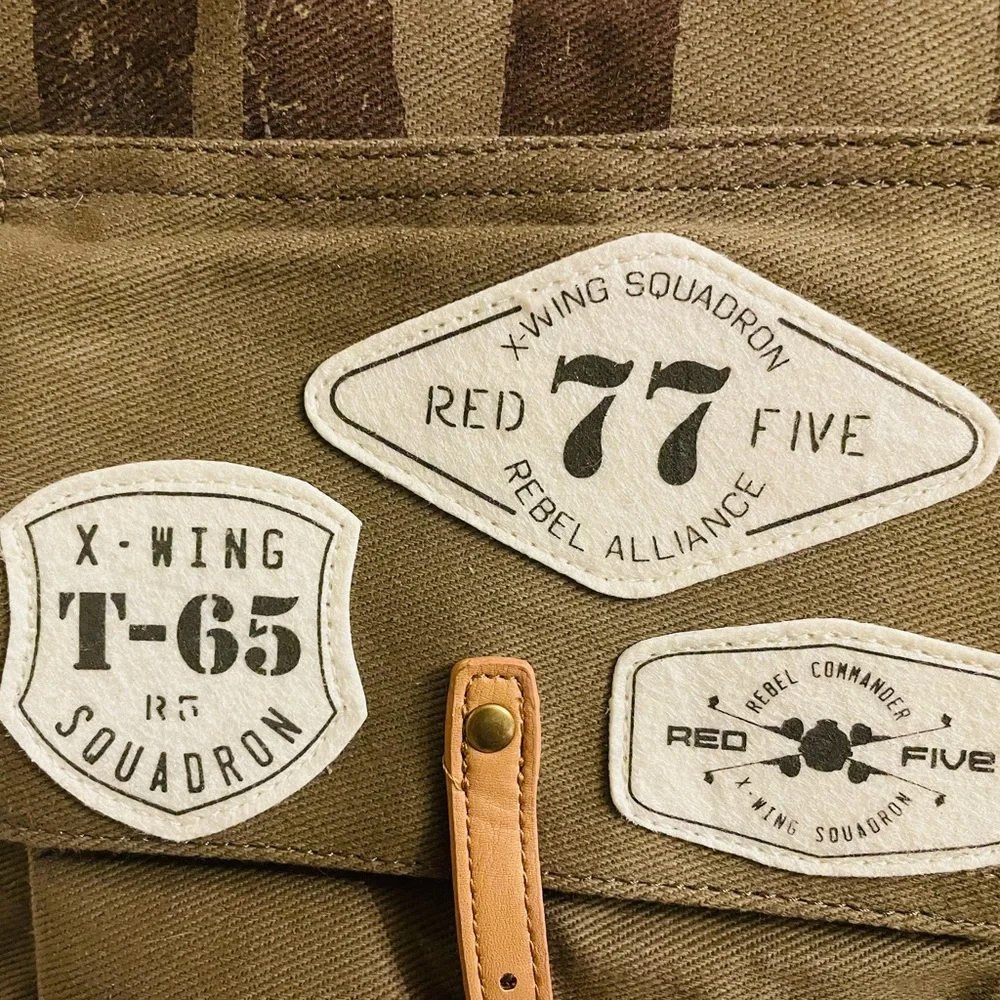 X-WING SQUADRON
RED 77 FIVE
REBEL ALLIANCE
X-WING
T-65
R5
SQUADRON
REBEL COMMANDER
RED FIVE
X-WING SQUADRON